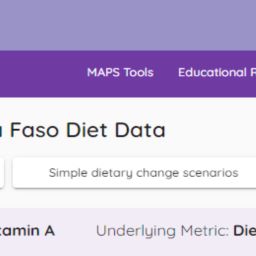 MAPS Tools Educational
Faso Diet Data
Simple dietary change scenarios
tamin A Underlying Metric: Die